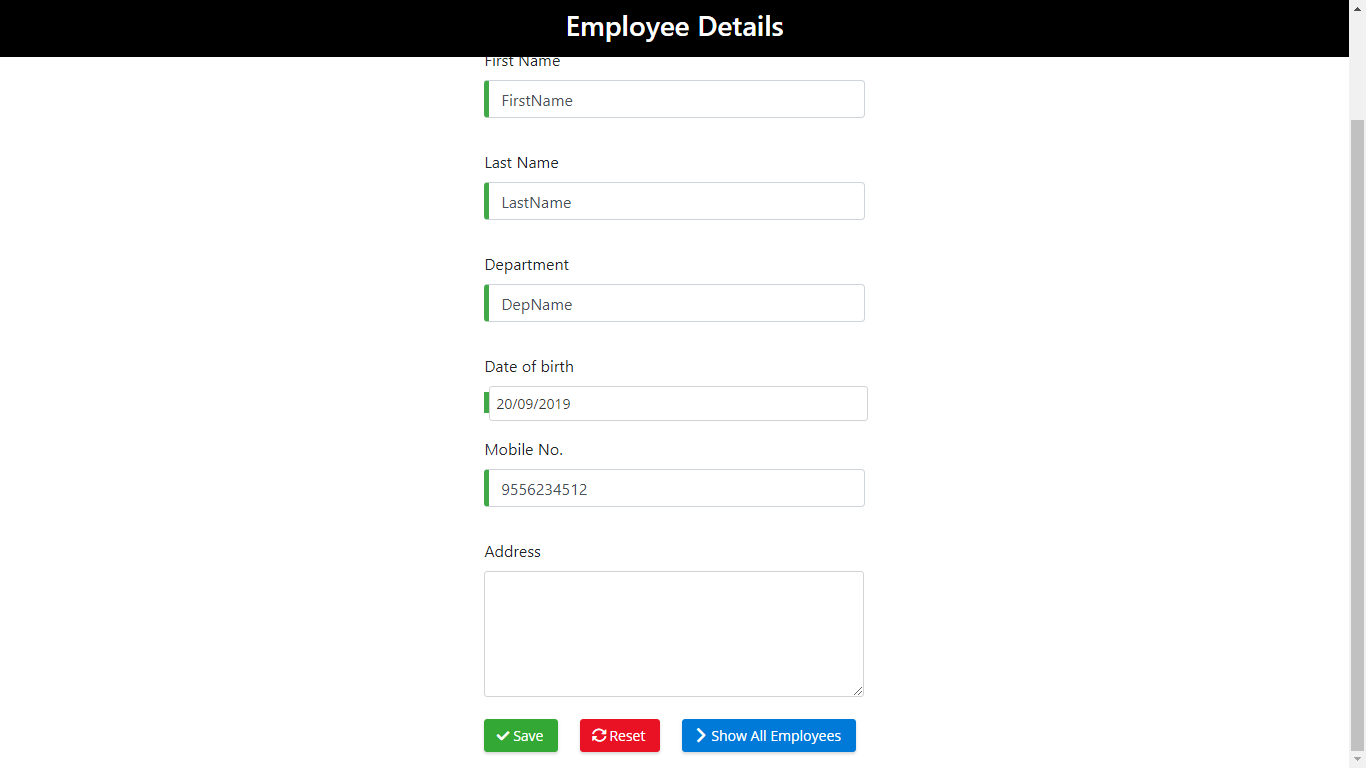 Employee Details
First Name
FirstName
Last Name
LastName
Department
DepName
Date of birth
20/09/2019
Mobile No.
9556234512
Address
Save Reset Show All Employees